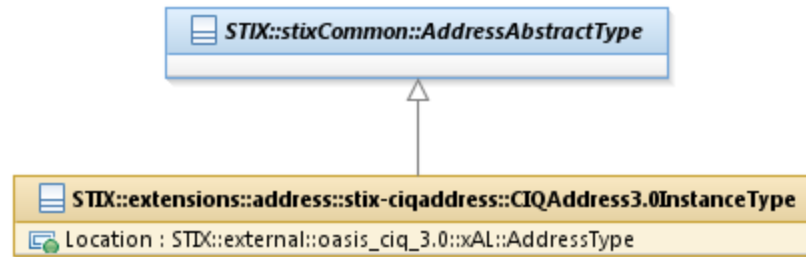 STIX::stixCommon::AddressAbstractType
STIX::extensions::address::stix-ciqaddress::CIQAddress3.0InstanceType
Location : STIX::external::oasis_ciq_3.0::xAL::AddressType